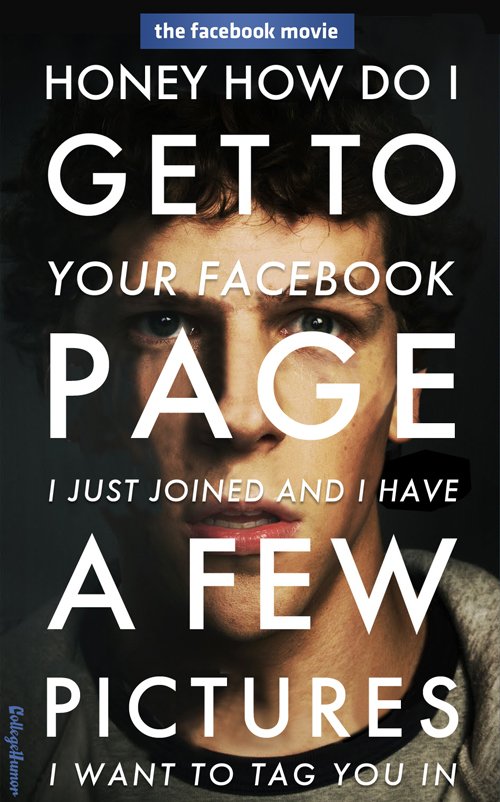 the facebook movie
HONEY HOW DO I
GET TO
YOUR FACEBOOK
PAGE
I JUST JOINED AND I HAVE
A FEW
PICTURES
I WANT TO TAG YOU IN
CollegeHumor